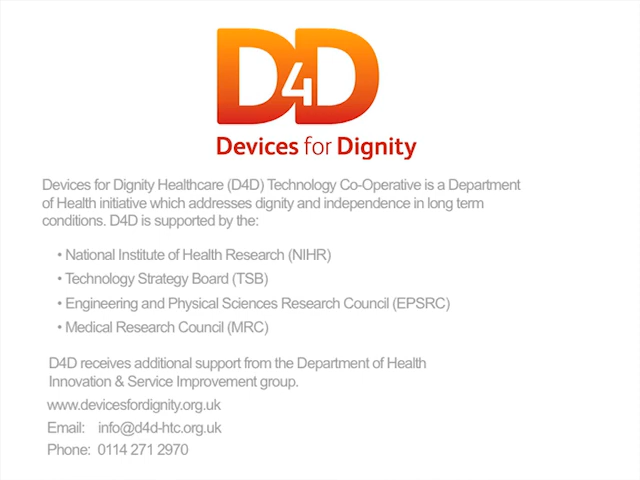 D4D
Devices for Dignity
Devices for Dignity Healthcare (D4D) Technology Co-Operative is a Department
of Health initiative which addresses dignity and independence in long term
conditions. D4D is supported by the:
• National Institute of Health Research (NIHR)
• Technology Strategy Board (TSB)
• Engineering and Physical Sciences Research Council (EPSRC)
• Medical Research Council (MRC)
D4D receives additional support from the Department of Health
Innovation & Service Improvement group.
www.devicesfordignity.org.uk
Email: info@d4d-htc.org.uk
Phone: 0114 271 2970